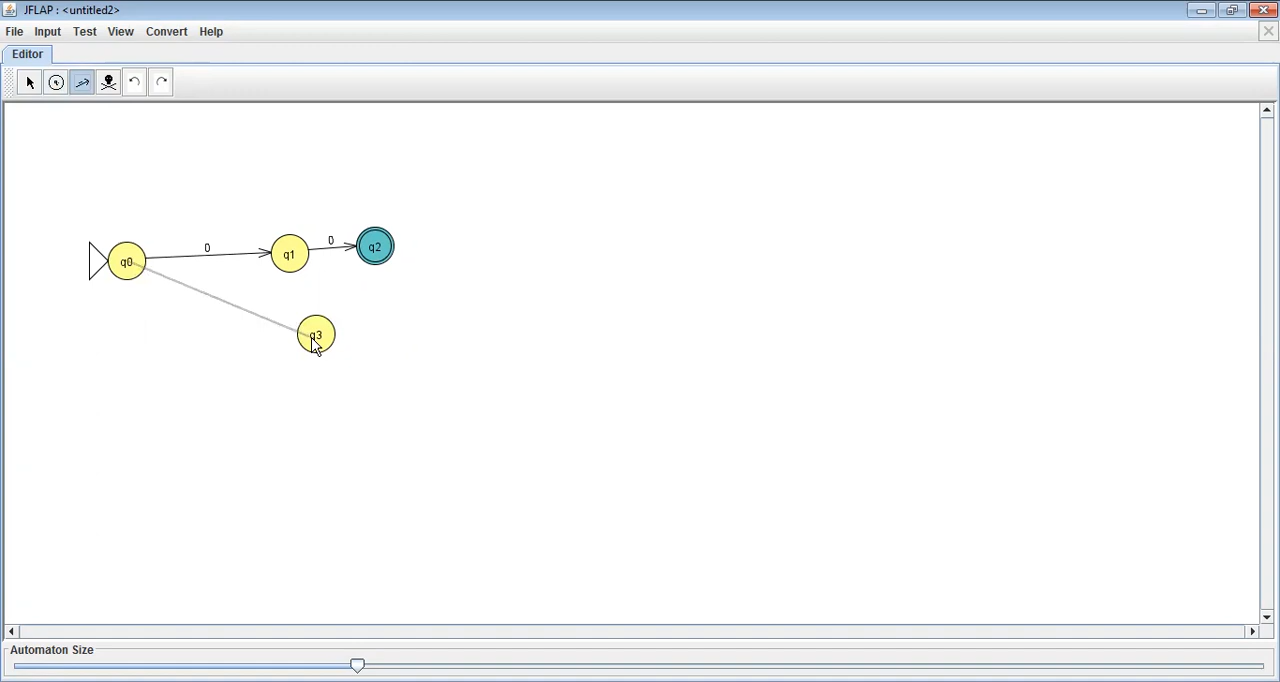 JFLAP : <untitled2>
File Input Test View Convert Help
Editor
0
0
q0
q1
q2
q3
Automaton Size